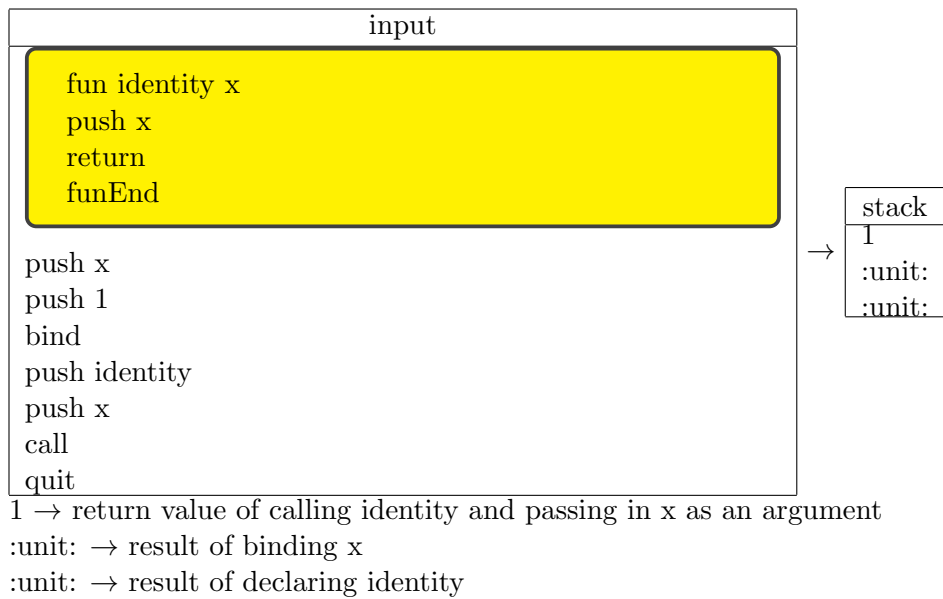 input
fun identity x
push x
return
funEnd
push x
push 1
bind
push identity
push x
call
quit
→
stack
1
:unit:
:unit:
1 → return value of calling identity and passing in x as an argument
:unit: → result of binding x
:unit: → result of declaring identity